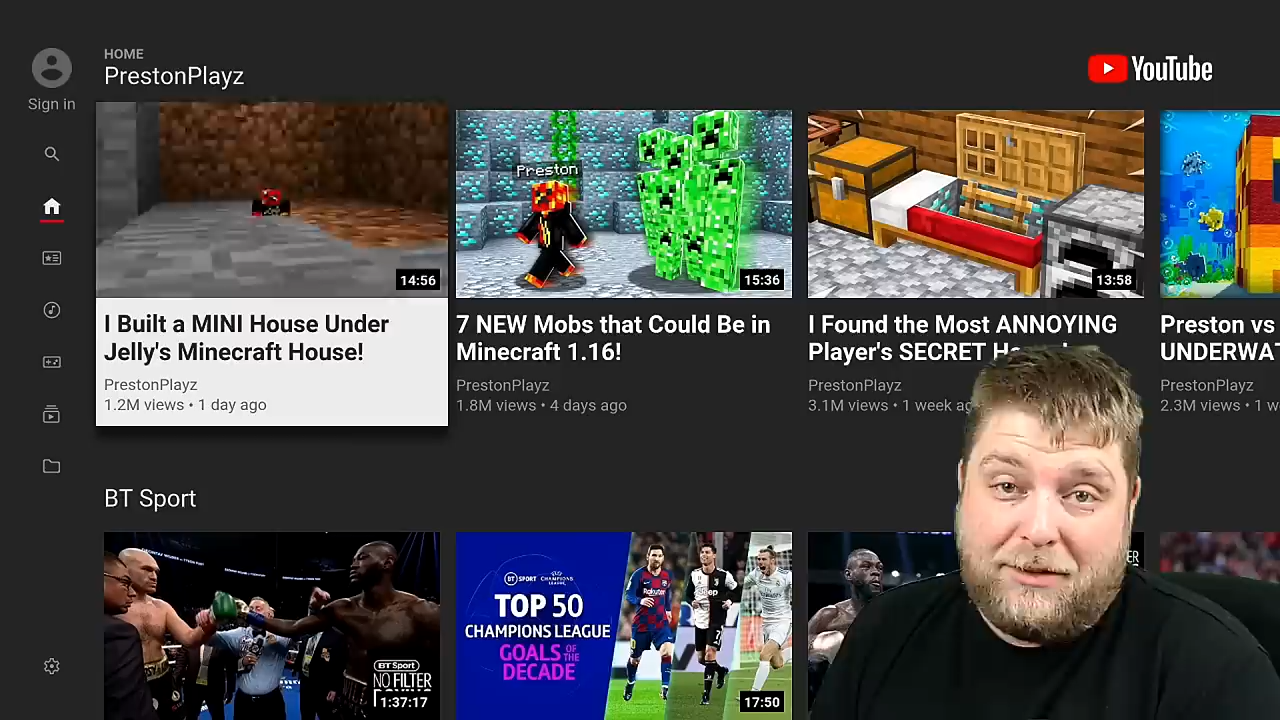 HOME
PrestonPlayz
YouTube
Sign in
Preston
14:56
15:36
13:58
I Built a MINI House Under
Jelly's Minecraft House!
PrestonPlayz
1.2M views • 1 day ago
7 NEW Mobs that Could Be in
Minecraft 1.16!
PrestonPlayz
1.8M views • 4 days ago
I Found the Most ANNOYING
Player's SECRET
PrestonPlayz
3.1M views • 1 week
Preston vs
PrestonPlayz
2.3M views • 1
BT Sport
BT Sport
NO FILTER
1:37:17
BT SPORT
CHAMPIONS LEAGUE
TOP 50
CHAMPIONS LEAGUE
GOALS OF THE
DECADE
Rakuten
Jeep
7
17:50